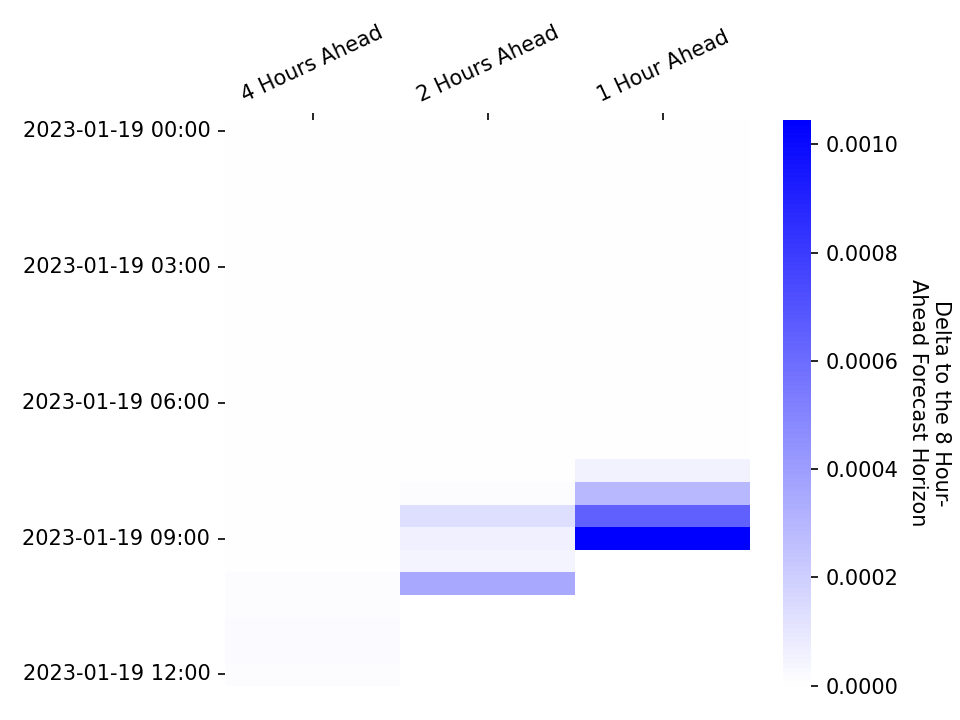 4 Hours Ahead
2 Hours Ahead
1 Hour Ahead
2023-01-19 00:00
2023-01-19 03:00
2023-01-19 06:00
2023-01-19 09:00
2023-01-19 12:00
0.0010
0.0008
0.0006
0.0004
0.0002
0.0000
Delta to the 8 Hour-
Ahead Forecast Horizon